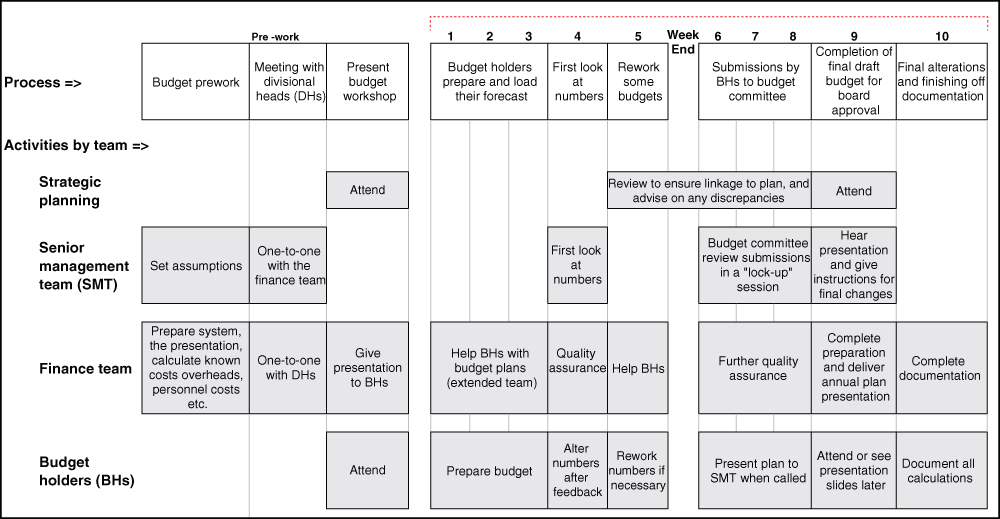 Pre -work
1 2 3 4 5 Week
End 6 7 8 9 10
Process =>
Budget prework
Meeting with
divisional
heads (DHs)
Present
budget
workshop
Budget holders
prepare and load
their forecast
First look
at
numbers
Rework
some
budgets
Submissions by
BHs to budget
committee
Completion of
final draft
budget for
board
approval
Final alterations
and finishing off
documentation
Activities by team =>
Strategic
planning
Attend
Review to ensure linkage to plan, and
advise on any discrepancies
Attend
Senior
management
team (SMT)
Set assumptions
One-to-one
with the
finance team
First look
at
numbers
Budget committee
review submissions
in a "lock-up"
session
Hear
presentation
and give
instructions for
final changes
Finance team
Prepare system,
the presentation,
calculate known
costs overheads,
personnel costs
etc.
One-to-one
with DHs
Give
presentation
to BHs
Help BHs with
budget plans
(extended team)
Quality
assurance
Help BHs
Further quality
assurance
Complete
preparation
and deliver
annual plan
presentation
Complete
documentation
Budget
holders (BHs)
Attend
Prepare budget
Alter
numbers
after
feedback
Rework
numbers if
necessary
Present plan to
SMT when called
Attend or see
presentation
slides later
Document all
calculations